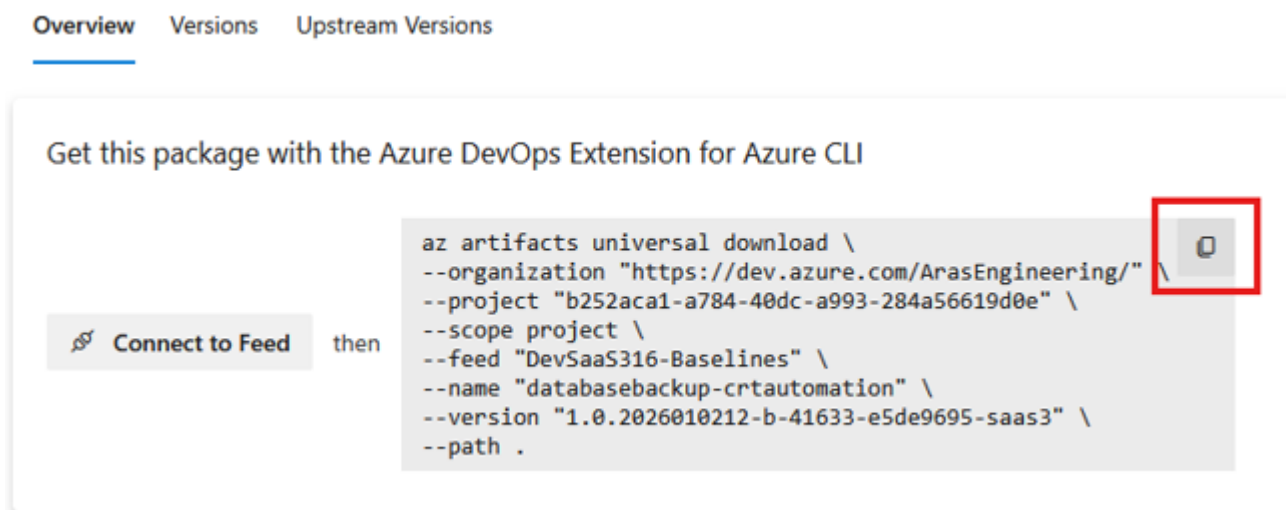 Overview Versions Upstream Versions
Get this package with the Azure DevOps Extension for Azure CLI
Connect to Feed then
az artifacts universal download \
--organization "https://dev.azure.com/ArasEngineering/" \
--project "b252aca1-a784-40dc-a993-284a56619d0e" \
--scope project \
--feed "DevSaaS316-Baselines" \
--name "databasebackup-crtautomation" \
--version "1.0.2026010212-b-41633-e5de9695-saas3" \
--path .